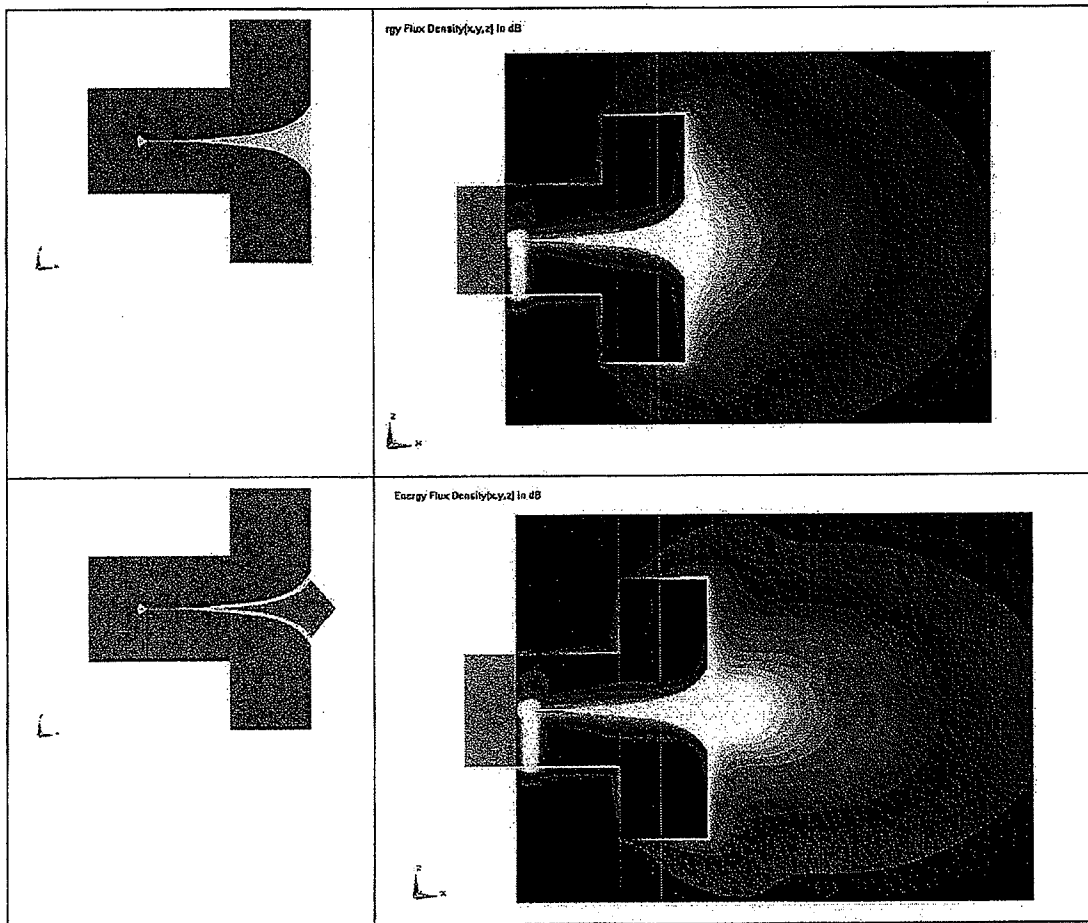 rgy Flux Density(x,y,z) in dB
z
x
Energy Flux Density(x,y,z) in dB
z
x